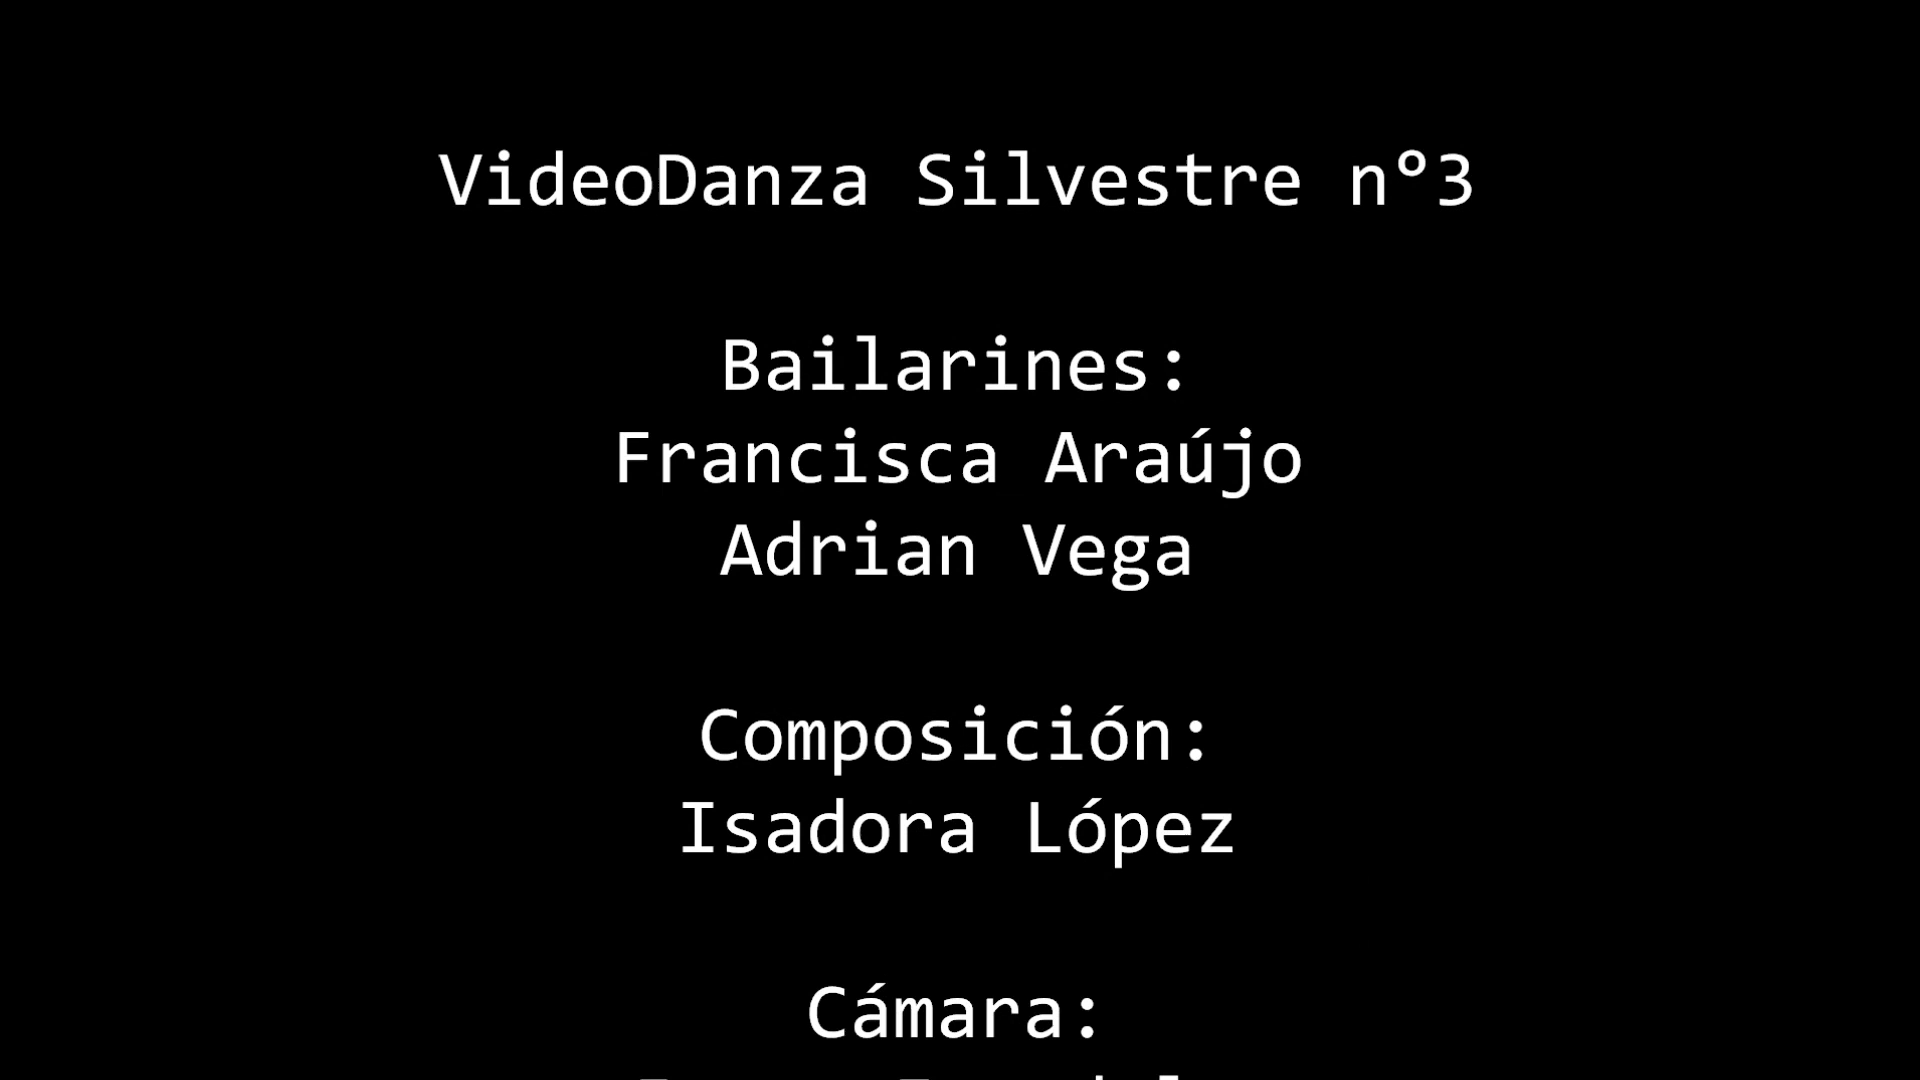 VideoDanza Silvestre n°3
Bailarines:
Francisca Araújo
Adrian Vega
Composición:
Isadora López
Cámara: